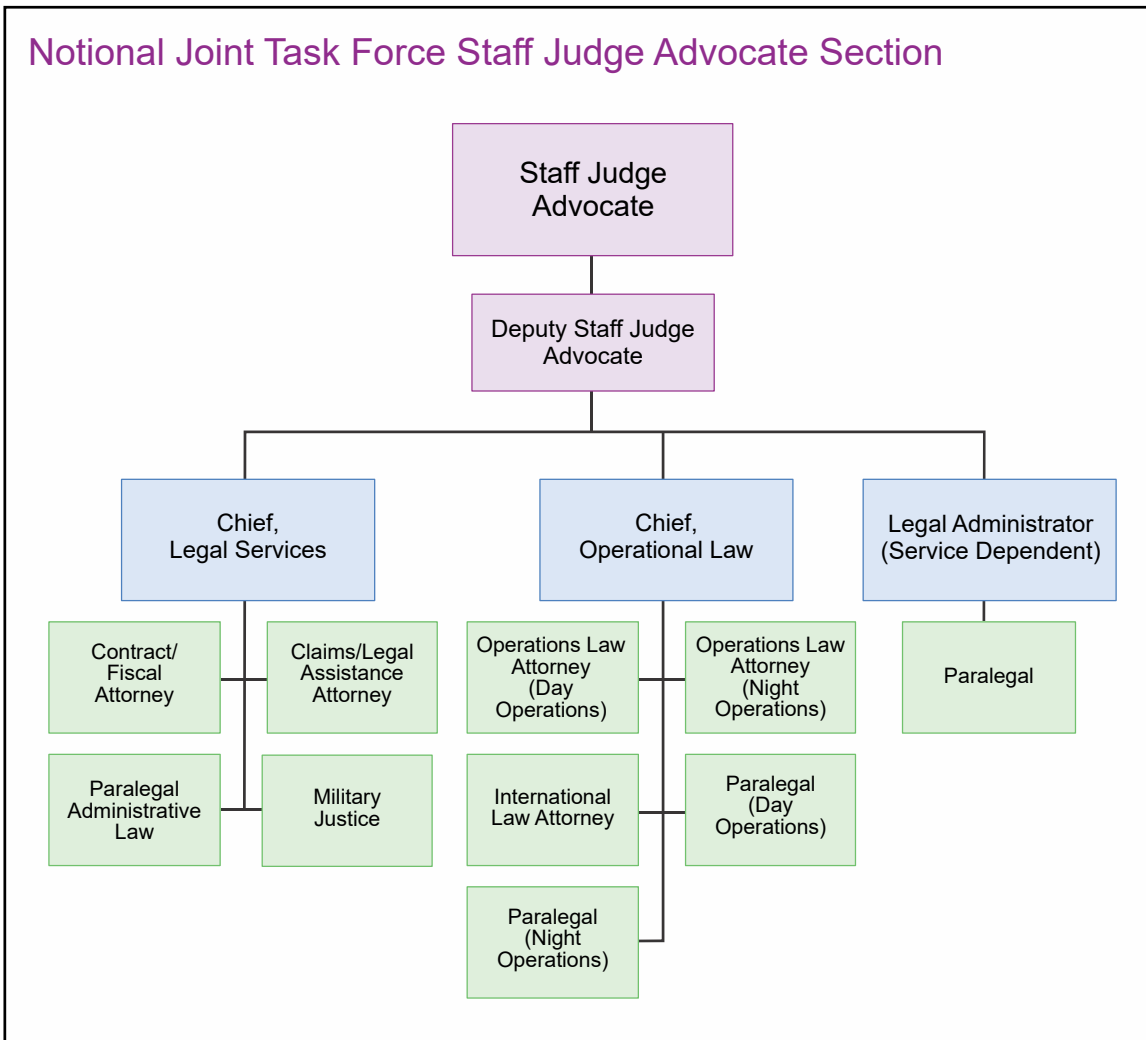 Notional Joint Task Force Staff Judge Advocate Section
Staff Judge
Advocate
Deputy Staff Judge
Advocate
Chief,
Legal Services
Chief,
Operational Law
Legal Administrator
(Service Dependent)
Contract/
Fiscal
Attorney
Claims/Legal
Assistance
Attorney
Operations Law
Attorney
(Day
Operations)
Operations Law
Attorney
(Night
Operations)
Paralegal
Paralegal
Administrative
Law
Military
Justice
International
Law Attorney
Paralegal
(Day
Operations)
Paralegal
(Night
Operations)